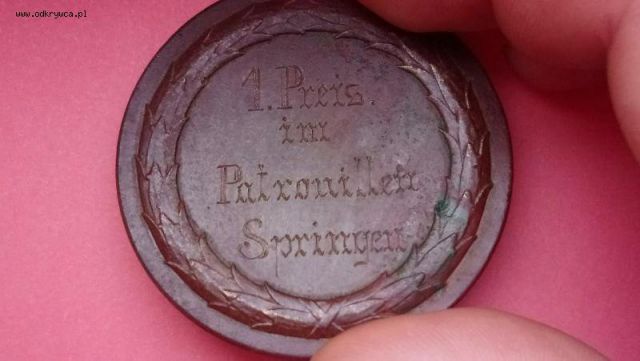 www.odkrywca.pl
1. Preis.
im
Patrouillen
Springen